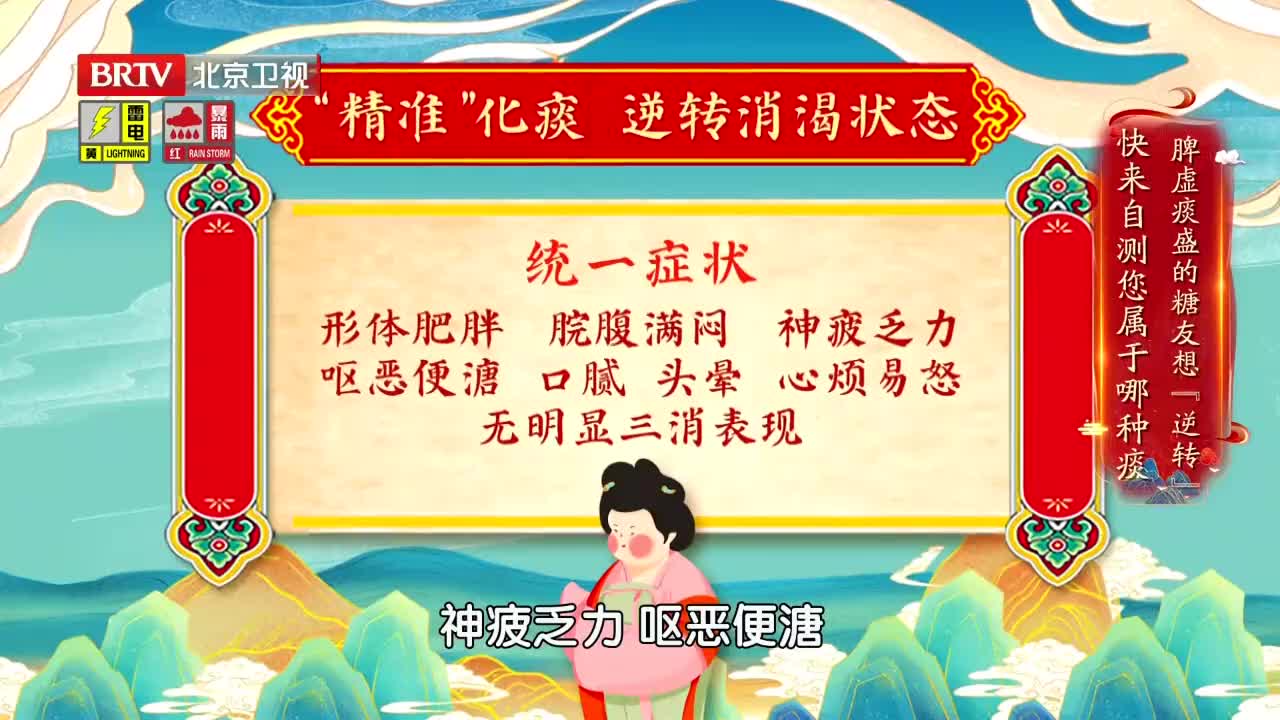 BRTV 北京卫视
雷电
黄 LIGHTNING
暴雨
红 RAIN STORM
“精准”化痰 逆转消渴状态
统一症状
形体肥胖 脘腹满闷 神疲乏力
呕恶便溏 口腻 头晕 心烦易怒
无明显三消表现
脾虚痰盛的糖友想『逆转』
快来自测您属于哪种痰
神疲乏力 呕恶便溏